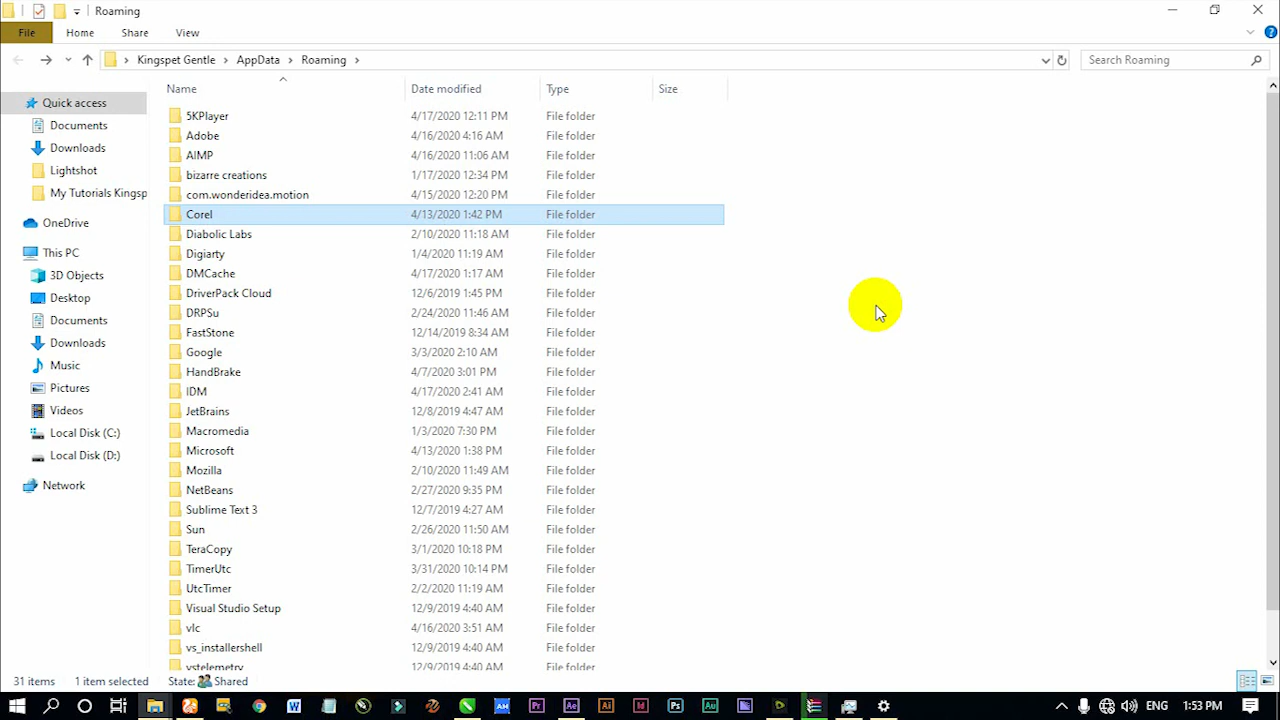 Roaming
File Home Share View
Kingspet Gentle AppData Roaming Search Roaming
Name Date modified Type Size
Quick access
Documents
Downloads
Lightshot
My Tutorials Kingsp
OneDrive
This PC
3D Objects
Desktop
Documents
Downloads
Music
Pictures
Videos
Local Disk (C:)
Local Disk (D:)
Network
5KPlayer 4/17/2020 12:11 PM File folder
Adobe 4/16/2020 4:16 AM File folder
AIMP 4/16/2020 11:06 AM File folder
bizarre creations 1/17/2020 12:34 PM File folder
com.wonderidea.motion 4/15/2020 12:20 PM File folder
Corel 4/13/2020 1:42 PM File folder
Diabolic Labs 2/10/2020 11:18 AM File folder
Digiarty 1/4/2020 11:19 AM File folder
DMCache 4/17/2020 1:17 AM File folder
DriverPack Cloud 12/6/2019 1:45 PM File folder
DRPSu 2/24/2020 11:46 AM File folder
FastStone 12/14/2019 8:34 AM File folder
Google 3/3/2020 2:10 AM File folder
HandBrake 4/7/2020 3:01 PM File folder
IDM 4/17/2020 2:41 AM File folder
JetBrains 12/8/2019 4:47 AM File folder
Macromedia 1/3/2020 7:30 PM File folder
Microsoft 4/13/2020 1:38 PM File folder
Mozilla 2/10/2020 11:49 AM File folder
NetBeans 2/27/2020 9:35 PM File folder
Sublime Text 3 12/7/2019 4:27 AM File folder
Sun 2/26/2020 11:50 AM File folder
TeraCopy 3/1/2020 10:18 PM File folder
TimerUtc 3/31/2020 10:14 PM File folder
UtcTimer 2/2/2020 11:19 AM File folder
Visual Studio Setup 12/9/2019 4:40 AM File folder
vlc 4/16/2020 3:51 AM File folder
vs_installershell 12/9/2019 4:40 AM File folder
vstelemetry 12/9/2019 4:40 AM File folder
31 items 1 item selected State: Shared
W AM Pr Ae Ai Id Ps Au 1:53 PM